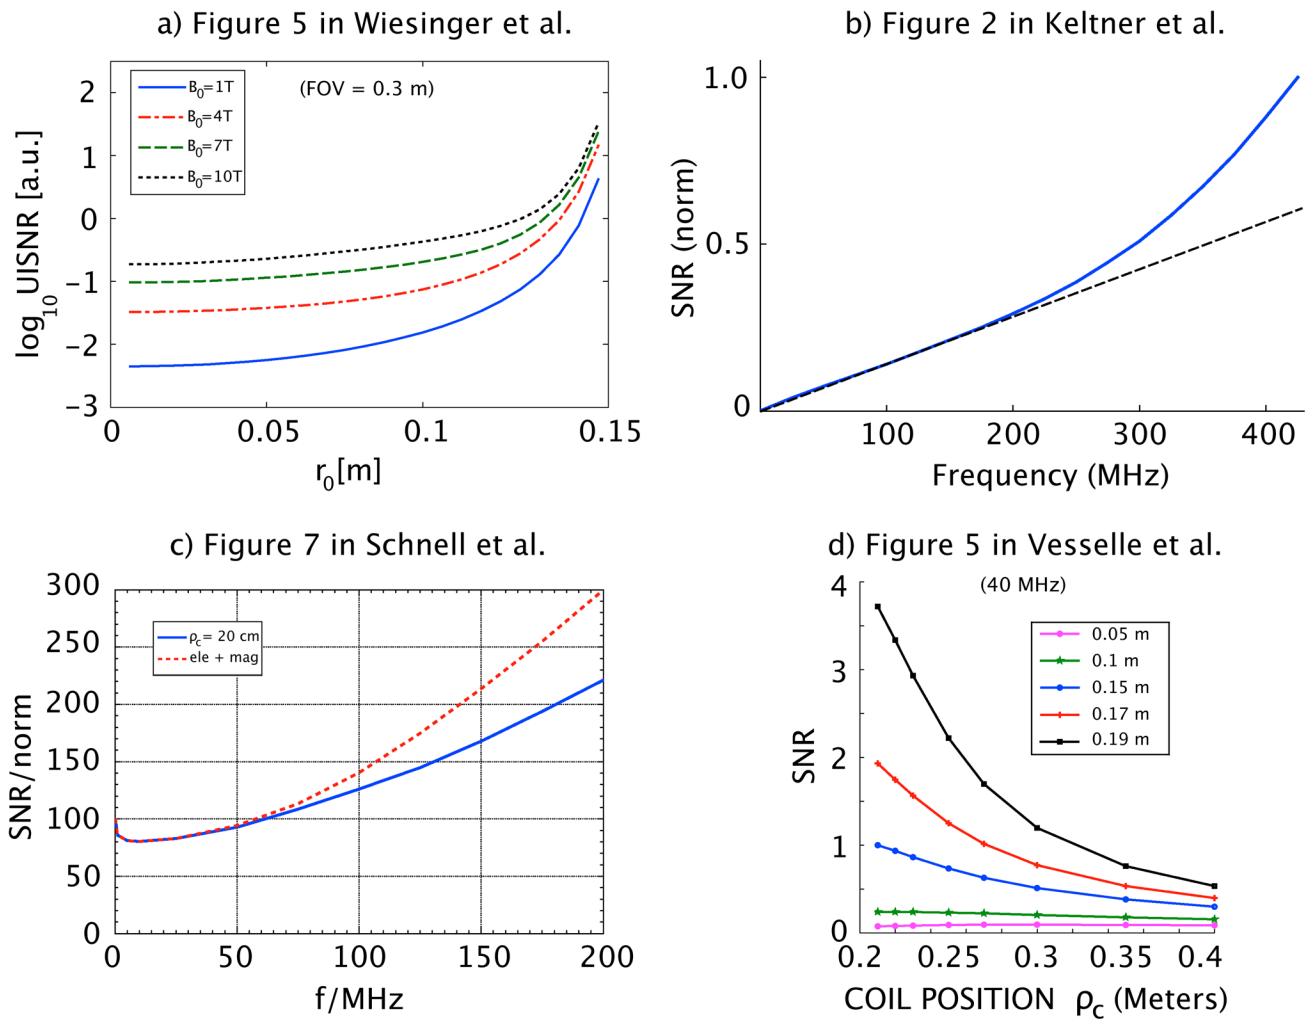 a) Figure 5 in Wiesinger et al.
(FOV = 0.3 m)
B0=1T
B0=4T
B0=7T
B0=10T
log10 UISNR [a.u.]
2
1
0
−1
−2
−3
0 0.05 0.1 0.15
r0[m]
b) Figure 2 in Keltner et al.
SNR (norm)
1.0
0.5
0
100 200 300 400
Frequency (MHz)
c) Figure 7 in Schnell et al.
ρc= 20 cm
ele + mag
SNR/norm
300
250
200
150
100
50
0
0 50 100 150 200
f/MHz
d) Figure 5 in Vesselle et al.
(40 MHz)
0.05 m
0.1 m
0.15 m
0.17 m
0.19 m
SNR
4
3
2
1
0
0.2 0.25 0.3 0.35 0.4
COIL POSITION ρc (Meters)